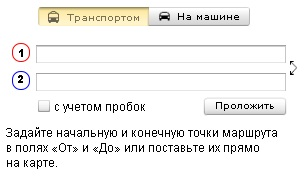 Транспортом На машине
1
2
с учетом пробок Проложить
Задайте начальную и конечную точки маршрута
в полях «От» и «До» или поставьте их прямо
на карте.